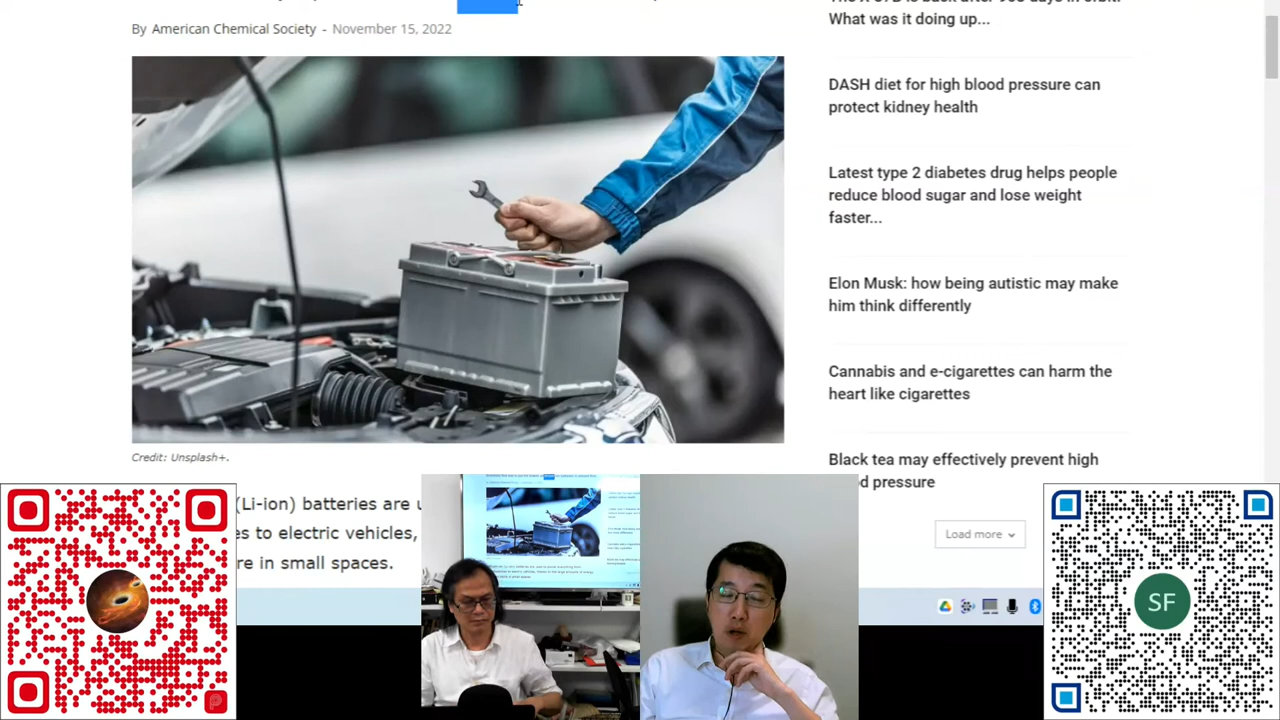 What was it doing up...
By American Chemical Society - November 15, 2022
DASH diet for high blood pressure can
protect kidney health
Latest type 2 diabetes drug helps people
reduce blood sugar and lose weight
faster...
Elon Musk: how being autistic may make
him think differently
Cannabis and e-cigarettes can harm the
heart like cigarettes
Black tea may effectively prevent high
pressure
Load more
Credit: Unsplash+.
(Li-ion) batteries are
to electric vehicles,
in small spaces.
SF